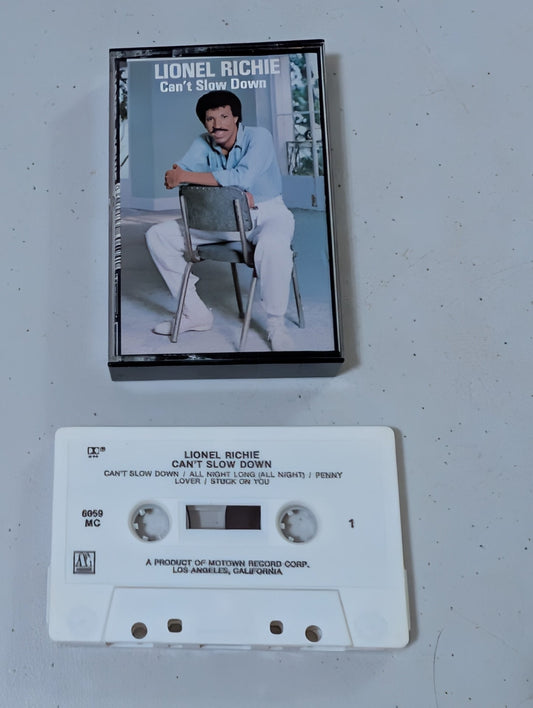 LIONEL RICHIE
Can't Slow Down
LIONEL RICHIE
CAN'T SLOW DOWN
CAN'T SLOW DOWN / ALL NIGHT LONG (ALL NIGHT) / PENNY
LOVER / STUCK ON YOU
6059
MC
1
A PRODUCT OF MOTOWN RECORD CORP.
LOS ANGELES, CALIFORNIA